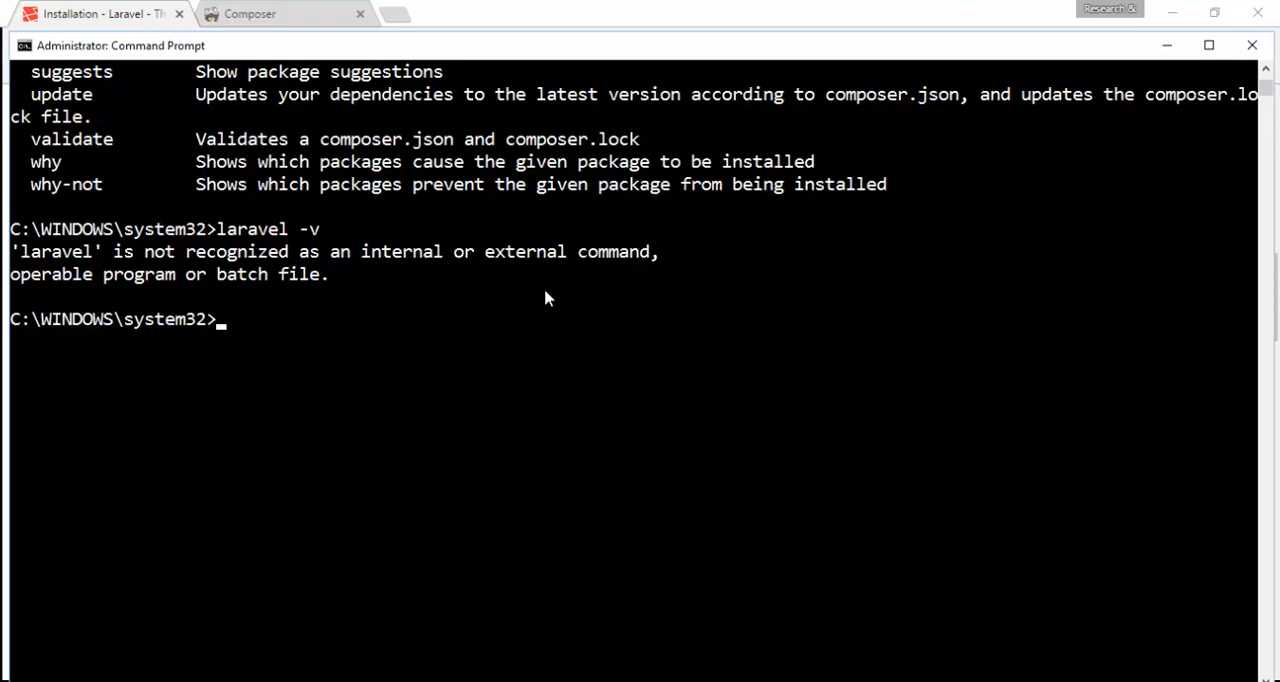 Installation - Laravel - Th
Composer
Research &
Administrator: Command Prompt
suggests Show package suggestions
update Updates your dependencies to the latest version according to composer.json, and updates the composer.lo
ck file.
validate Validates a composer.json and composer.lock
why Shows which packages cause the given package to be installed
why-not Shows which packages prevent the given package from being installed
C:\WINDOWS\system32>laravel -v
'laravel' is not recognized as an internal or external command,
operable program or batch file.
C:\WINDOWS\system32>